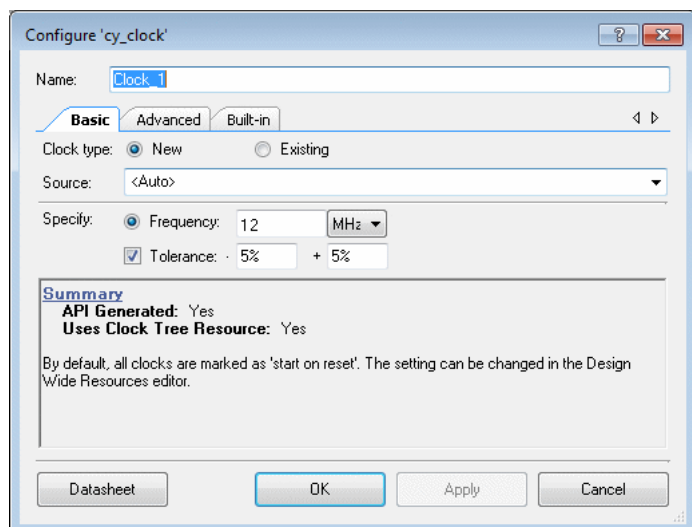 Configure 'cy_clock'
?
Name: Clock_1
Basic Advanced Built-in
Clock type: New Existing
Source: <Auto>
Specify: Frequency: 12 MHz
Tolerance: - 5% + 5%
Summary
API Generated: Yes
Uses Clock Tree Resource: Yes
By default, all clocks are marked as 'start on reset'. The setting can be changed in the Design
Wide Resources editor.
Datasheet OK Apply Cancel